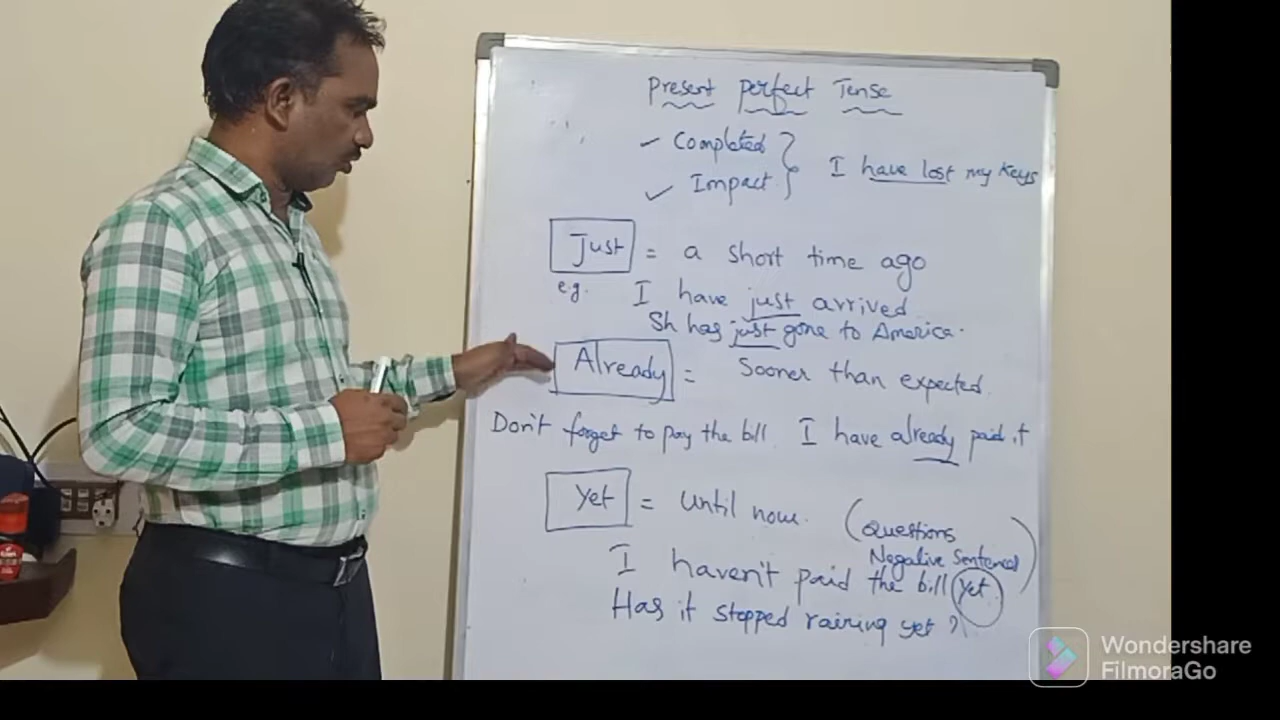 Present perfect Tense
Completed
Impact
I have lost my keys
Just = a short time ago
e.g. I have just arrived
Sh has just gone to America.
Already = Sooner than expected
Don't forget to pay the bill. I have already paid it
Yet = Until now. (Questions
Negative Sentences)
I haven't paid the bill yet.
Has it stopped raining yet?
Wondershare
FilmoraGo